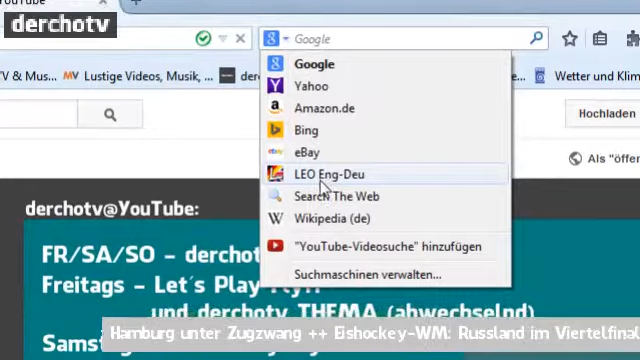 derchotv
Google
V & Mus...
MV Lustige Videos, Musik, ...
der
Wetter und Klim
Google
Yahoo
Amazon.de
Bing
eBay
LEO Eng-Deu
Search The Web
Wikipedia (de)
"YouTube-Videosuche" hinzufügen
Suchmaschinen verwalten...
Hochladen
Als "öffer
derchotv@YouTube:
FR/SA/SO – derchot
Freitags – Let´s Play
und derchotv THEMA (abwechselnd)
Samst
Hamburg unter Zugzwang ++ Eishockey-WM: Russland im Viertelfinal